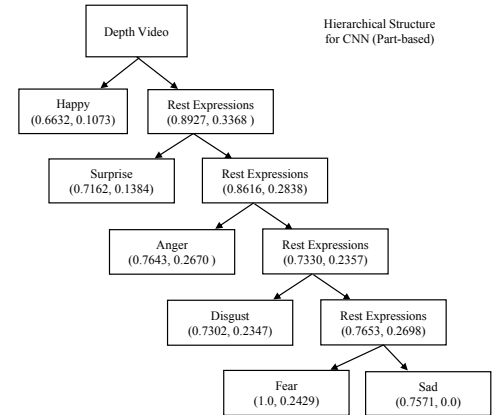 Depth Video
Hierarchical Structure
for CNN (Part-based)
Happy
(0.6632, 0.1073)
Rest Expressions
(0.8927, 0.3368 )
Surprise
(0.7162, 0.1384)
Rest Expressions
(0.8616, 0.2838)
Anger
(0.7643, 0.2670 )
Rest Expressions
(0.7330, 0.2357)
Disgust
(0.7302, 0.2347)
Rest Expressions
(0.7653, 0.2698)
Fear
(1.0, 0.2429)
Sad
(0.7571, 0.0)